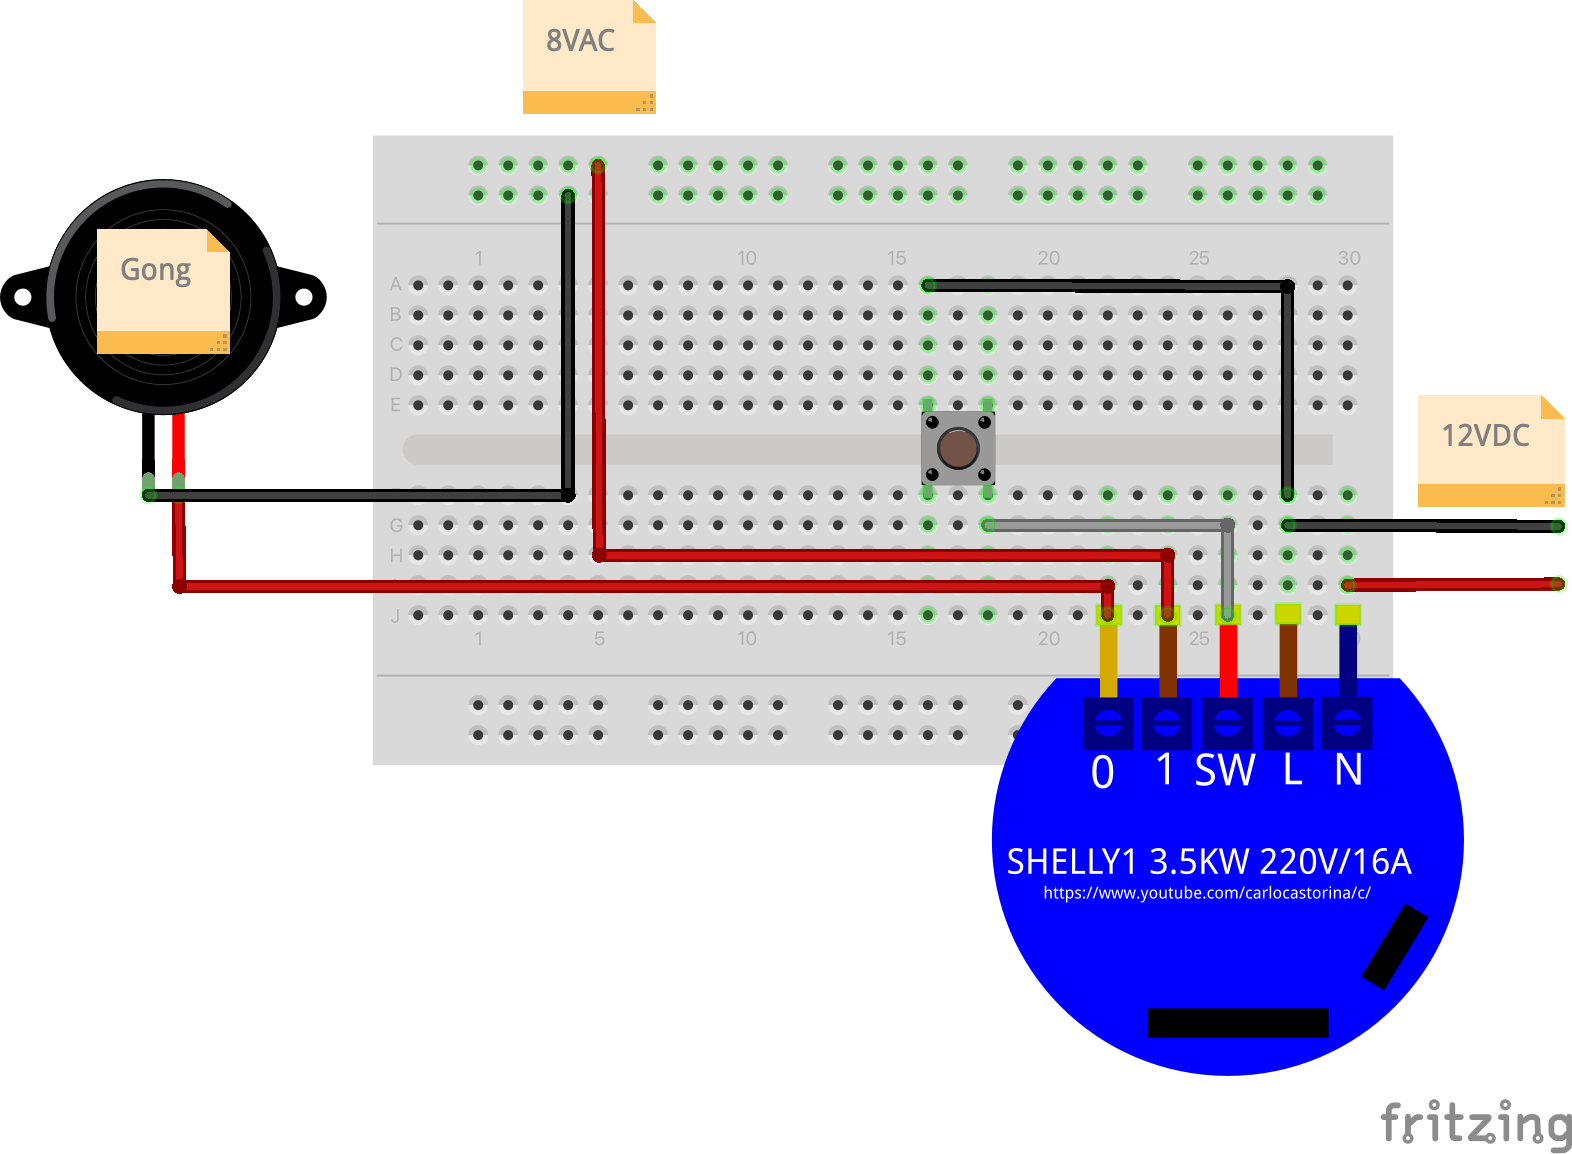 8VAC
Gong
12VDC
1 10 15 20 25 30
A
B
C
D
E
G
H
J
1 5 10 15 20 25
0 1 SW L N
SHELLY1 3.5KW 220V/16A
https://www.youtube.com/carlocastorina/c/
fritzing